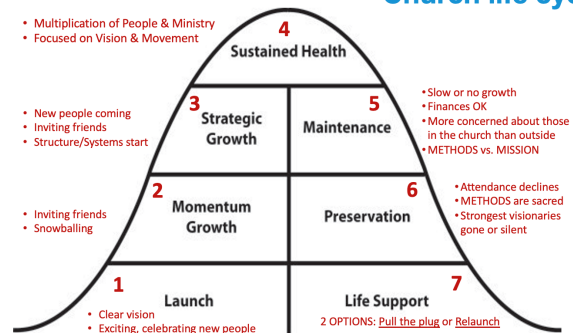 Church life
4
• Multiplication of People & Ministry
• Focused on Vision & Movement
Sustained Health
3
Strategic
Growth
• New people coming
• Inviting friends
• Structure/Systems start
5
Maintenance
• Slow or no growth
• Finances OK
• More concerned about those
in the church than outside
• METHODS vs. MISSION
2
Momentum
Growth
• Inviting friends
• Snowballing
6
Preservation
• Attendance declines
• METHODS are sacred
• Strongest visionaries
gone or silent
1
Launch
• Clear vision
• Exciting, celebrating new people
7
Life Support
2 OPTIONS: Pull the plug or Relaunch